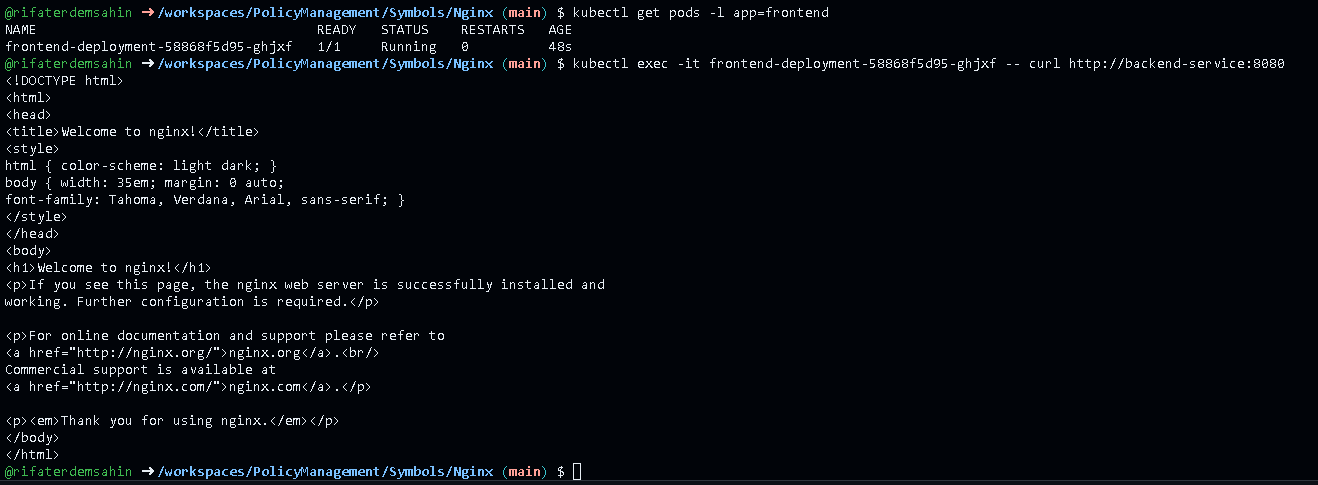 @rifaterdemsahin ➜ /workspaces/PolicyManagement/Symbols/Nginx (main) $ kubectl get pods -l app=frontend
NAME                                   READY   STATUS    RESTARTS   AGE
frontend-deployment-58868f5d95-ghjxf   1/1     Running   0          48s
@rifaterdemsahin ➜ /workspaces/PolicyManagement/Symbols/Nginx (main) $ kubectl exec -it frontend-deployment-58868f5d95-ghjxf -- curl http://backend-service:8080
<!DOCTYPE html>
<html>
<head>
<title>Welcome to nginx!</title>
<style>
html { color-scheme: light dark; }
body { width: 35em; margin: 0 auto;
font-family: Tahoma, Verdana, Arial, sans-serif; }
</style>
</head>
<body>
<h1>Welcome to nginx!</h1>
<p>If you see this page, the nginx web server is successfully installed and
working. Further configuration is required.</p>

<p>For online documentation and support please refer to
<a href="http://nginx.org/">nginx.org</a>.<br/>
Commercial support is available at
<a href="http://nginx.com/">nginx.com</a>.</p>

<p><em>Thank you for using nginx.</em></p>
</body>
</html>
@rifaterdemsahin ➜ /workspaces/PolicyManagement/Symbols/Nginx (main) $